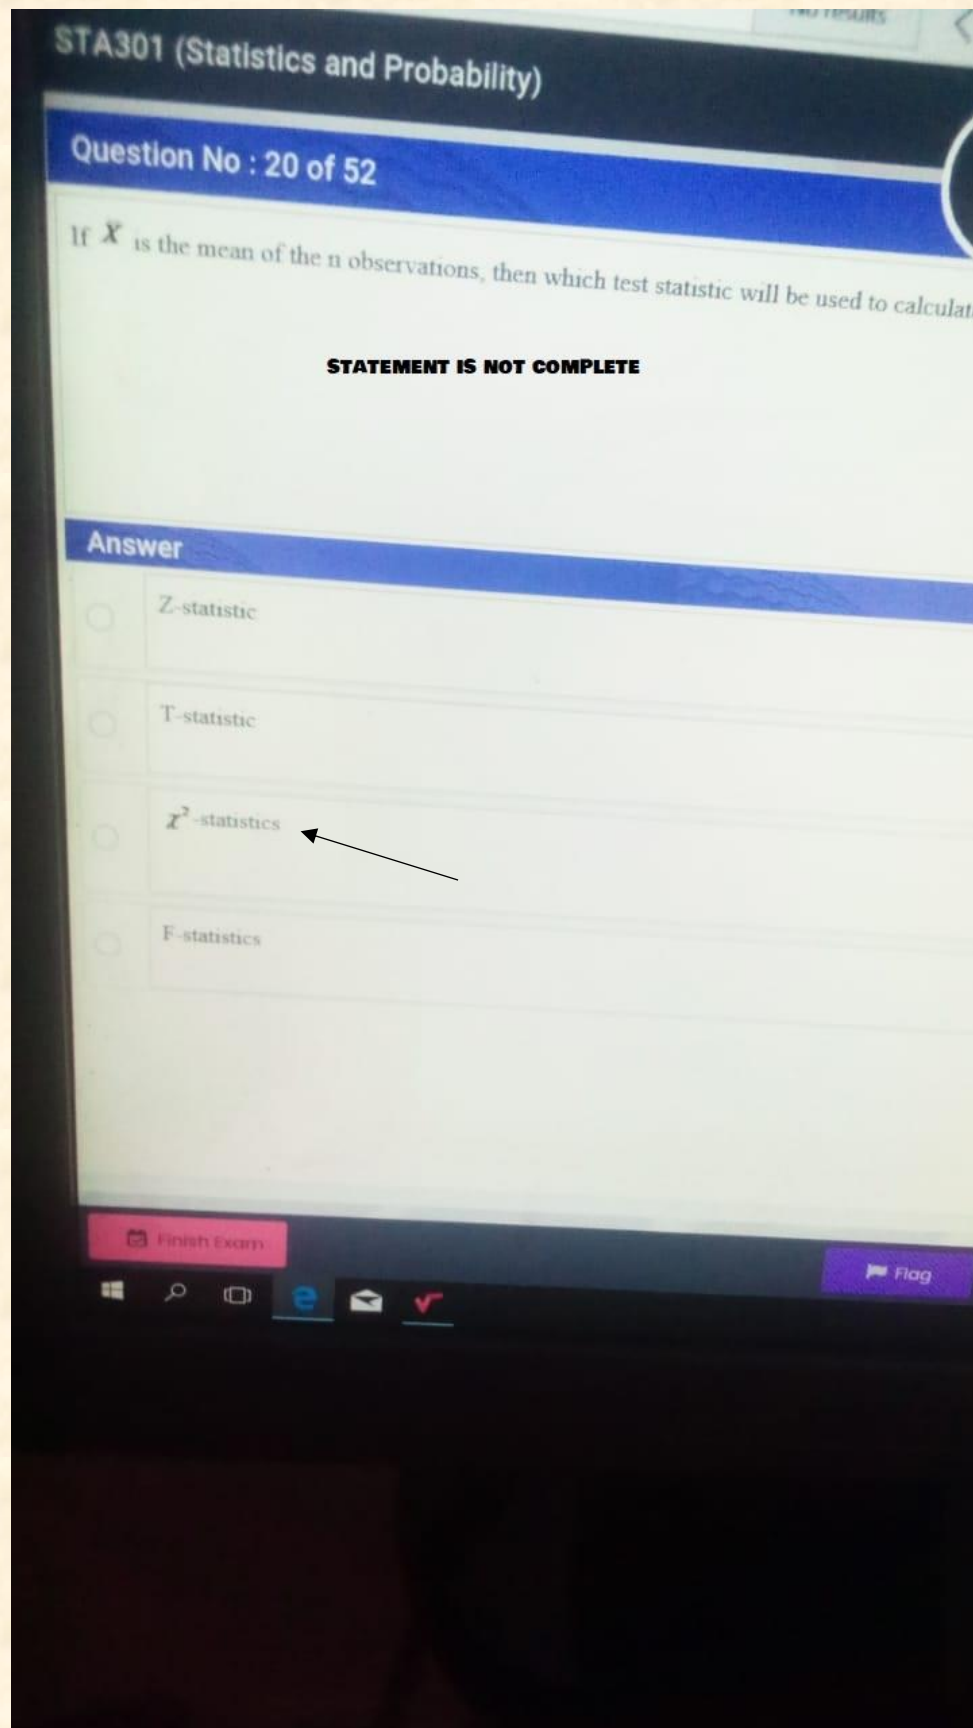 No results
STA301 (Statistics and Probability)
Question No : 20 of 52
If X̅ is the mean of the n observations, then which test statistic will be used to calculat
STATEMENT IS NOT COMPLETE
Answer
Z-statistic
T-statistic
χ²-statistics
F-statistics
Finish Exam
Flag